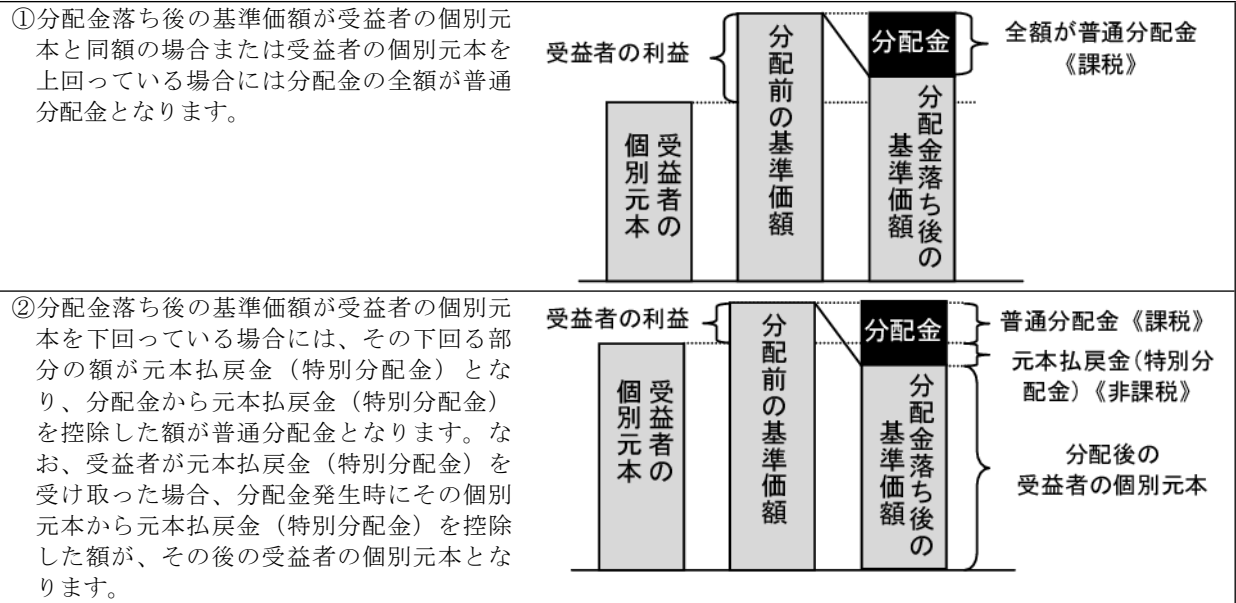 ①分配金落ち後の基準価額が受益者の個別元
本と同額の場合または受益者の個別元本を
上回っている場合には分配金の全額が普通
分配金となります。
受益者の利益
受益者の
個別元本
分配前の基準価額
分配金
分配金落ち後の
基準価額
全額が普通分配金
《課税》
②分配金落ち後の基準価額が受益者の個別元
本を下回っている場合には、その下回る部
分の額が元本払戻金（特別分配金）とな
り、分配金から元本払戻金（特別分配金）
を控除した額が普通分配金となります。な
お、受益者が元本払戻金（特別分配金）を
受け取った場合、分配金発生時にその個別
元本から元本払戻金（特別分配金）を控除
した額が、その後の受益者の個別元本とな
ります。
受益者の利益
受益者の
個別元本
分配前の基準価額
分配金
分配金落ち後の
基準価額
普通分配金《課税》
元本払戻金(特別分
配金)《非課税》
分配後の
受益者の個別元本